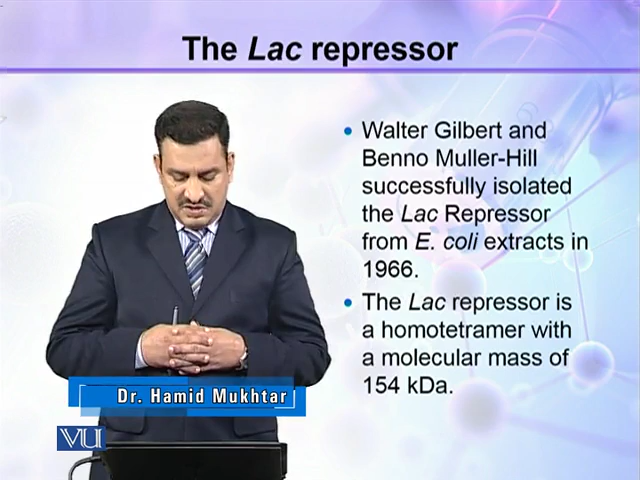 The Lac repressor
• Walter Gilbert and
Benno Muller-Hill
successfully isolated
the Lac Repressor
from E. coli extracts in
1966.
• The Lac repressor is
a homotetramer with
a molecular mass of
154 kDa.
Dr. Hamid Mukhtar
VU